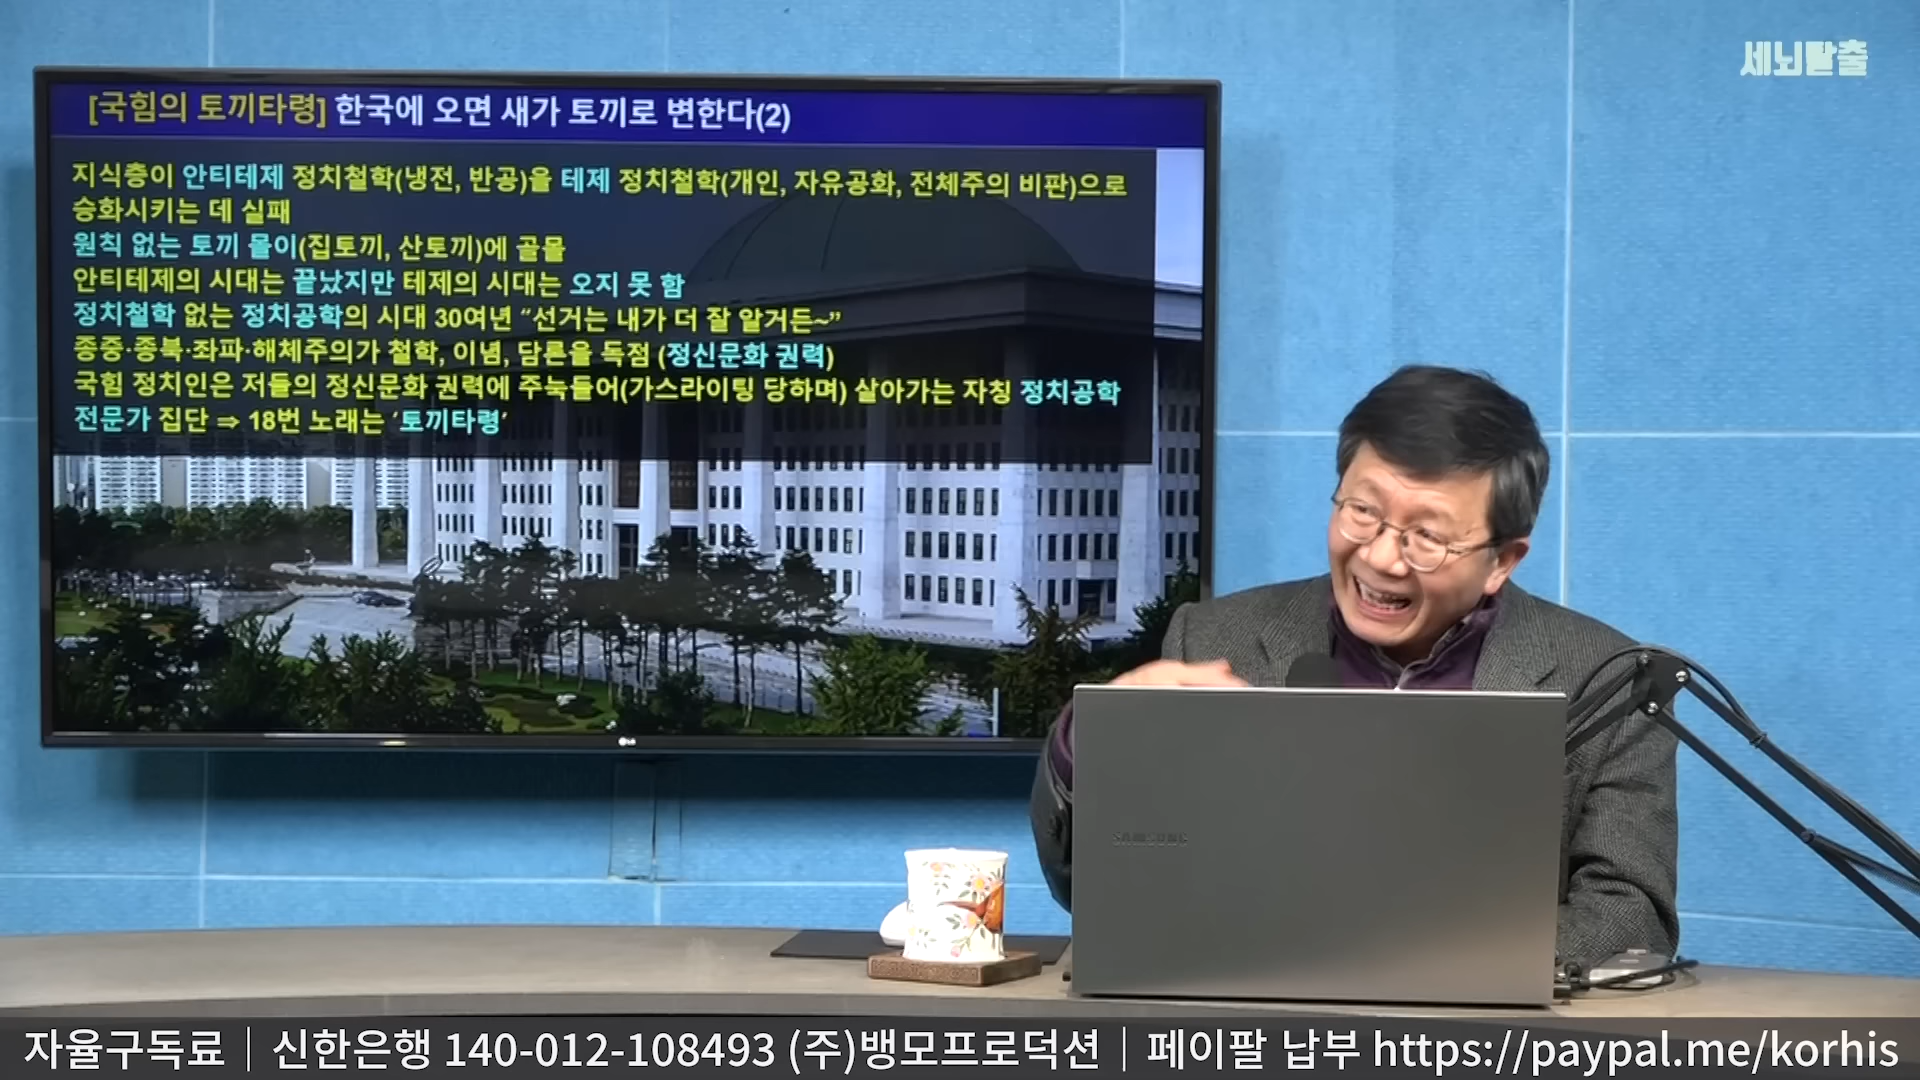 세뇌탈출
[국힘의 토끼타령] 한국에 오면 새가 토끼로 변한다(2)
지식층이 안티테제 정치철학(냉전, 반공)을 테제 정치철학(개인, 자유공화, 전체주의 비판)으로
승화시키는 데 실패
원칙 없는 토끼 몰이(집토끼, 산토끼)에 골몰
안티테제의 시대는 끝났지만 테제의 시대는 오지 못 함
정치철학 없는 정치공학의 시대 30여년 “선거는 내가 더 잘 알거든~”
종중·종북·좌파·해체주의가 철학, 이념, 담론을 독점 (정신문화 권력)
국힘 정치인은 저들의 정신문화 권력에 주눅들어(가스라이팅 당하며) 살아가는 자칭 정치공학
전문가 집단 ⇒ 18번 노래는 ‘토끼타령’
LG
SAMSUNG
자율구독료│신한은행 140-012-108493 (주)뱅모프로덕션│페이팔 납부 https://paypal.me/korhis